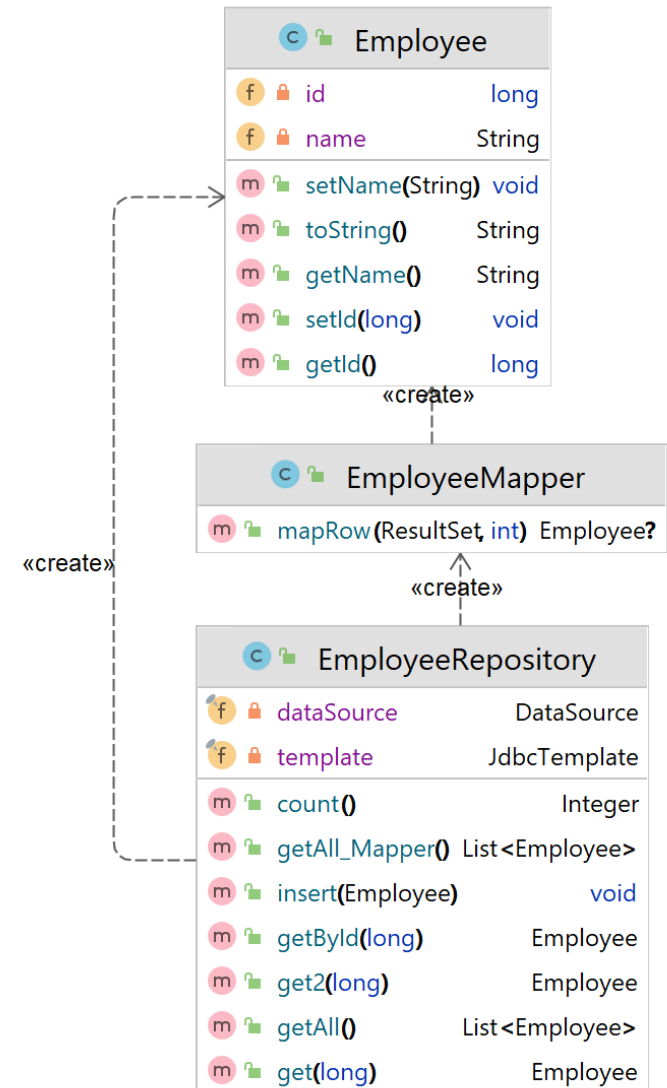 Employee
f id long
f name String
m setName(String) void
m toString() String
m getName() String
m setId(long) void
m getId() long
«create»
C EmployeeMapper
m mapRow(ResultSet, int) Employee?
«create»
«create»
C EmployeeRepository
f dataSource DataSource
f template JdbcTemplate
m count() Integer
m getAll_Mapper() List<Employee>
m insert(Employee) void
m getById(long) Employee
m get2(long) Employee
m getAll() List<Employee>
m get(long) Employee